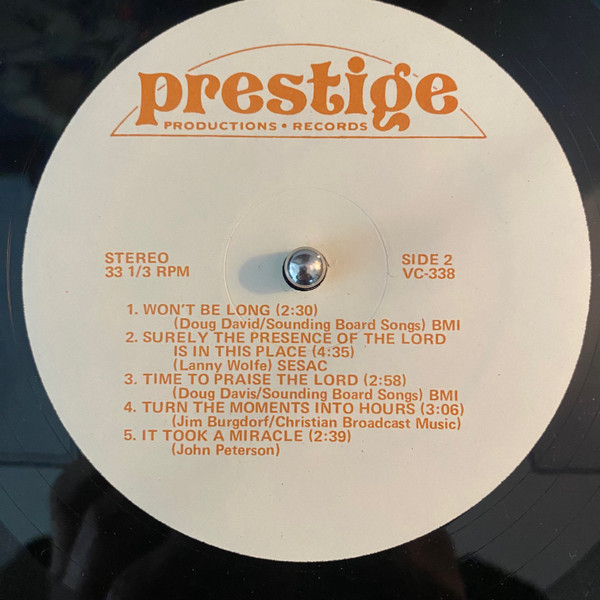 prestige
PRODUCTIONS • RECORDS
STEREO
33 1/3 RPM
SIDE 2
VC-338
1. WON'T BE LONG (2:30)
(Doug David/Sounding Board Songs) BMI
2. SURELY THE PRESENCE OF THE LORD
IS IN THIS PLACE (4:35)
(Lanny Wolfe) SESAC
3. TIME TO PRAISE THE LORD (2:58)
(Doug Davis/Sounding Board Songs) BMI
4. TURN THE MOMENTS INTO HOURS (3:06)
(Jim Burgdorf/Christian Broadcast Music)
5. IT TOOK A MIRACLE (2:39)
(John Peterson)